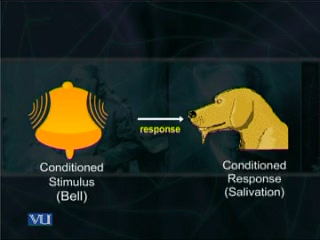 response
Conditioned
Stimulus
(Bell)
Conditioned
Response
(Salivation)
VU